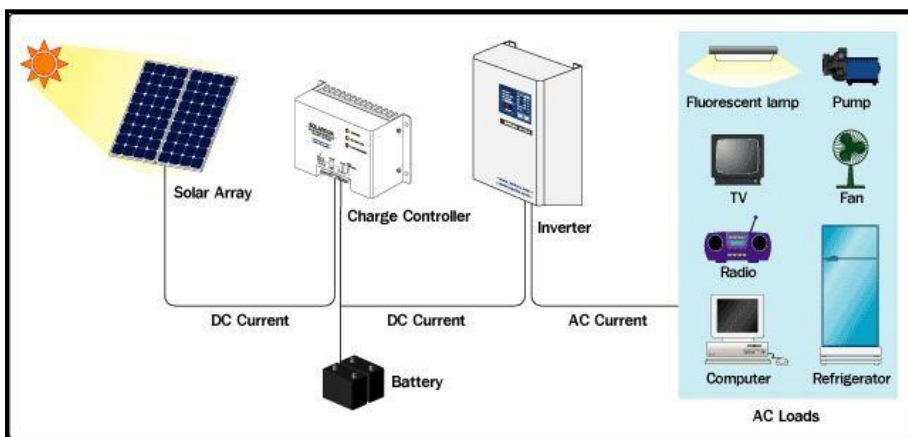 Fluorescent lamp
Pump
Solar Array
Charge Controller
Inverter
TV
Fan
Radio
DC Current
DC Current
AC Current
Battery
Computer
Refrigerator
AC Loads